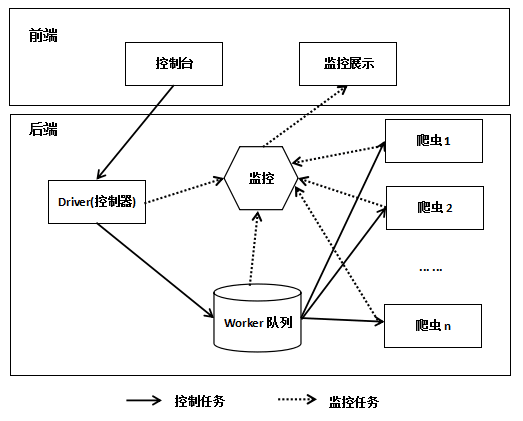 前端
控制台
监控展示
后端
爬虫 1
监控
Driver(控制器)
爬虫 2
... ...
Worker 队列
爬虫 n
控制任务
监控任务